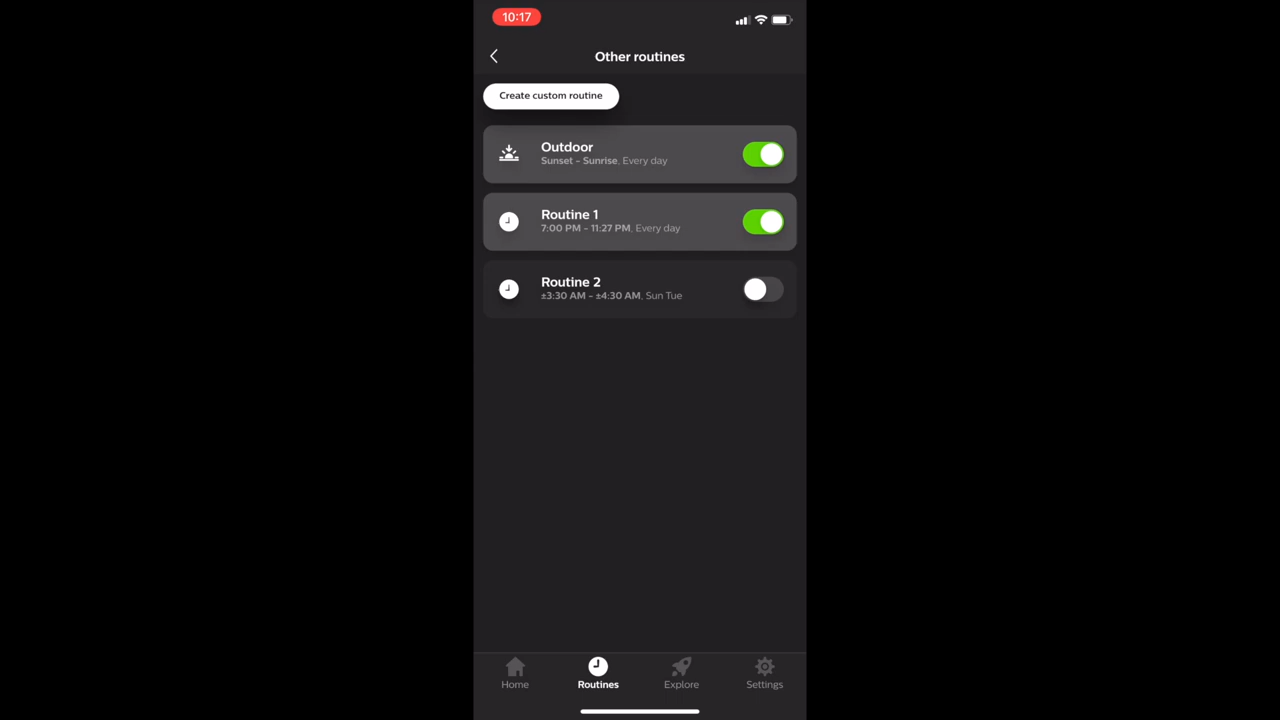 10:17
Other routines
Create custom routine
Outdoor
Sunset - Sunrise, Every day
Routine 1
7:00 PM - 11:27 PM, Every day
Routine 2
±3:30 AM - ±4:30 AM, Sun Tue
Home
Routines
Explore
Settings